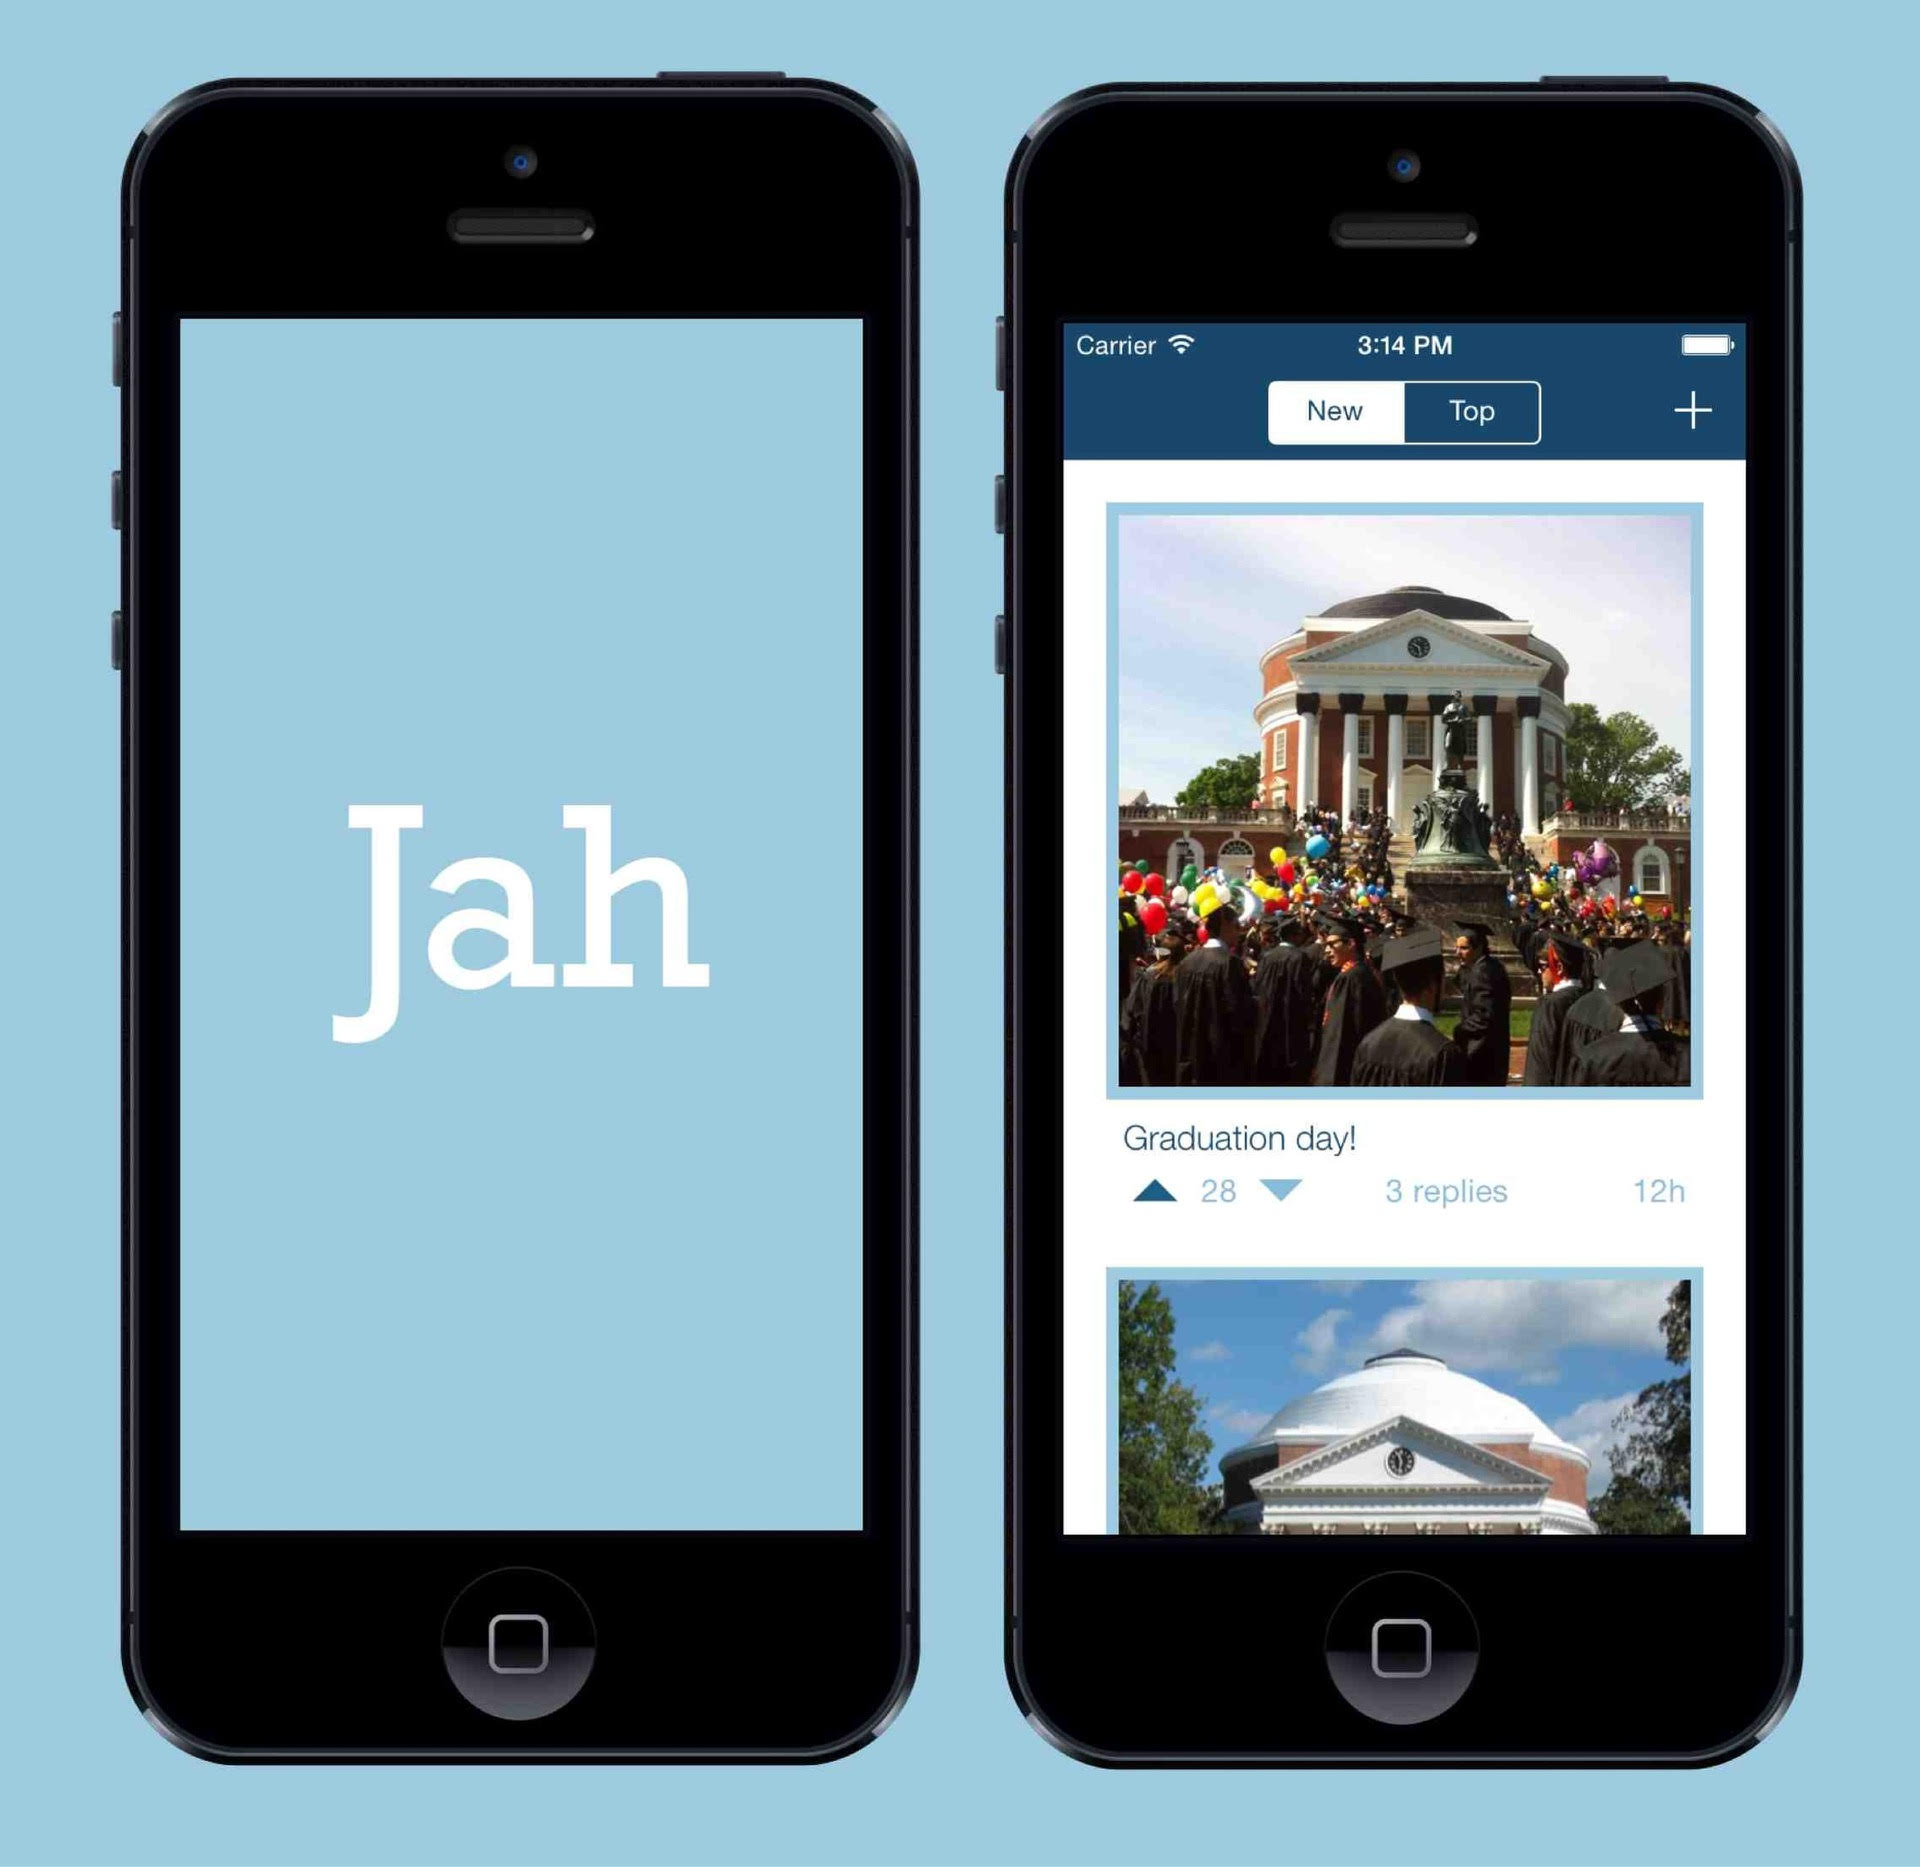 Jah
Carrier 3:14 PM
New Top +
Graduation day!
28 3 replies 12h